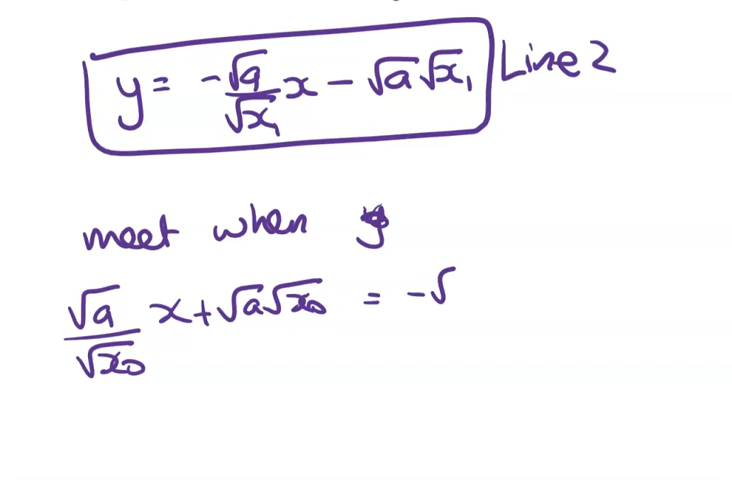 y = -√a/√x₁ x - √a√x₁ Line 2
meet when y
√a/√x₀ x + √a√x₀ = -√